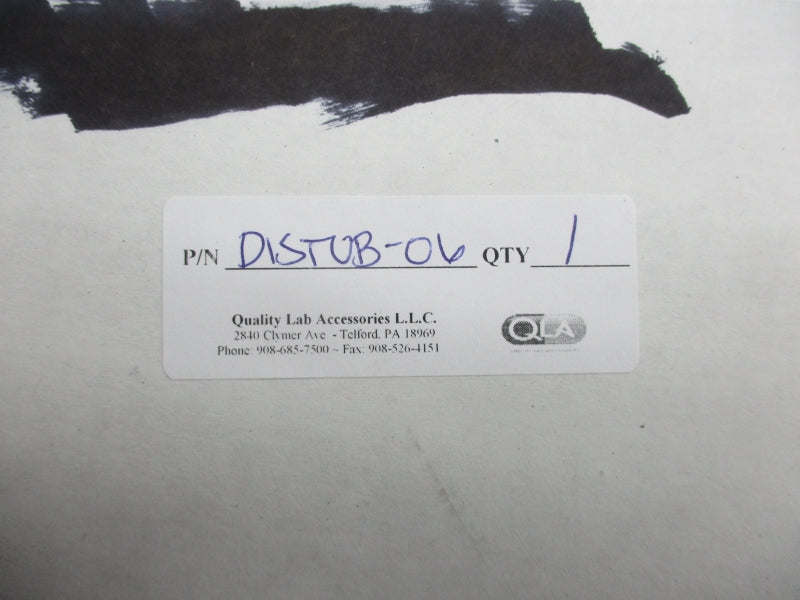 P/N DISTUB-06 QTY 1
Quality Lab Accessories L.L.C.
2840 Clymer Ave - Telford, PA 18969
Phone: 908-685-7500 ~ Fax: 908-526-4151
QLA